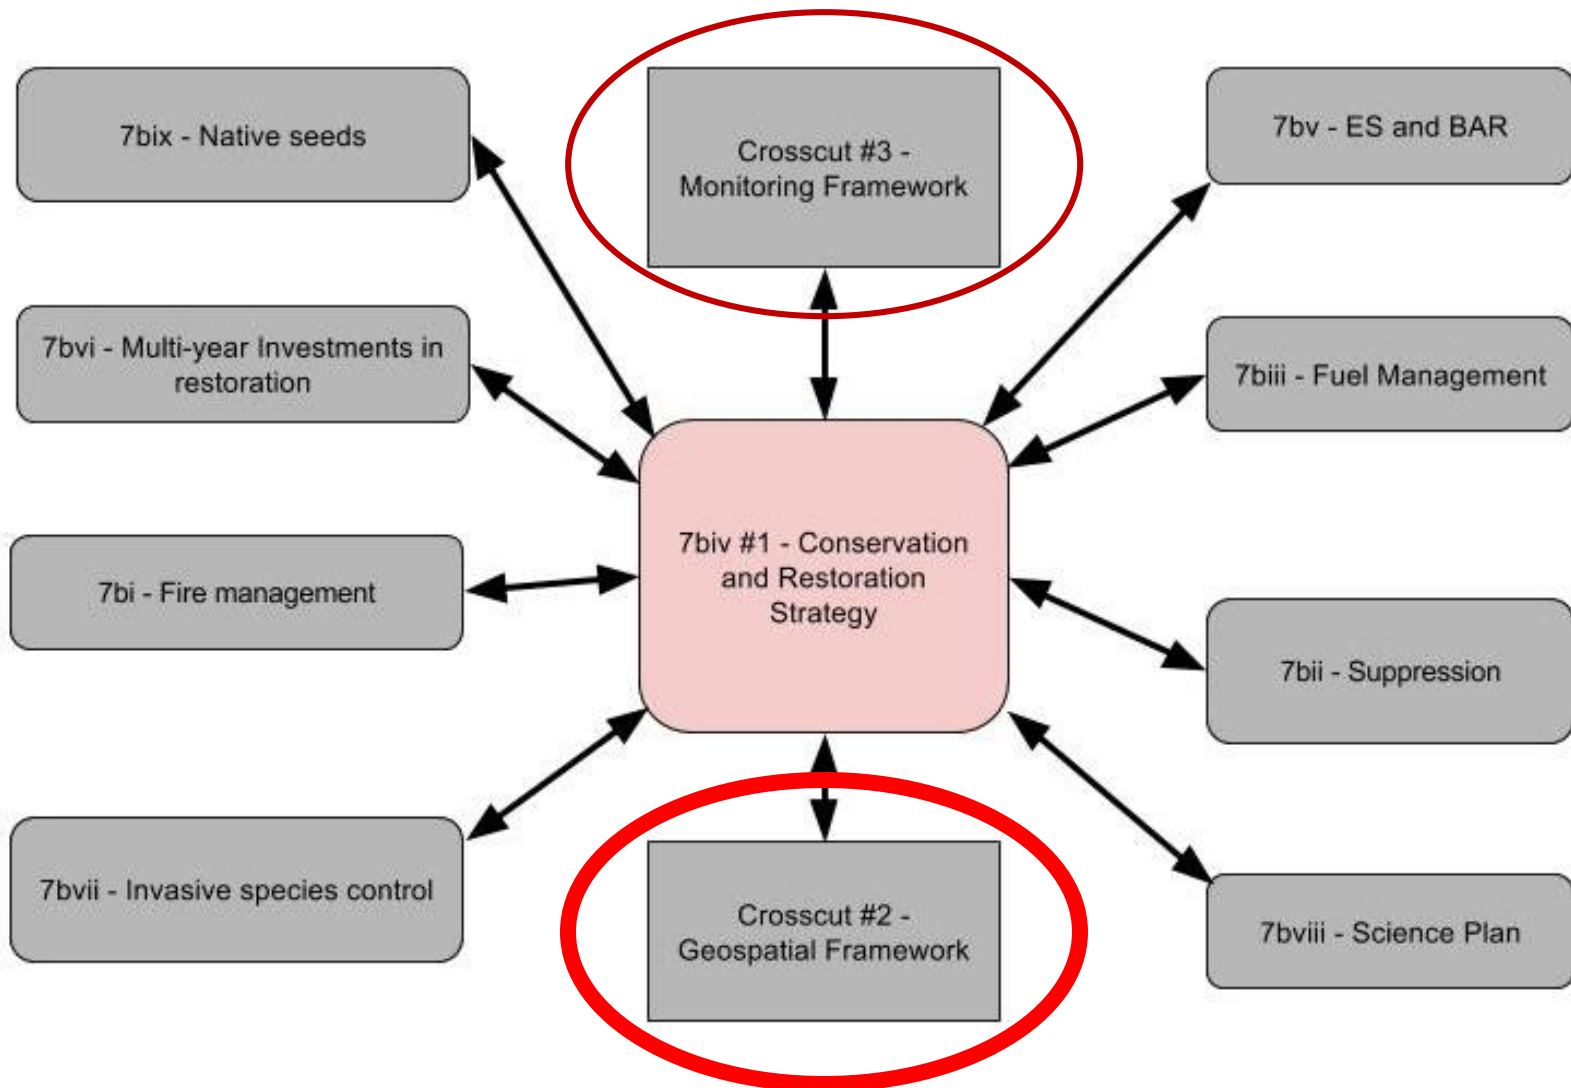 7bix - Native seeds
Crosscut #3 -
Monitoring Framework
7bv - ES and BAR
7bvi - Multi-year Investments in
restoration
7biii - Fuel Management
7biv #1 - Conservation
and Restoration
Strategy
7bi - Fire management
7bii - Suppression
7bvii - Invasive species control
Crosscut #2 -
Geospatial Framework
7bviii - Science Plan